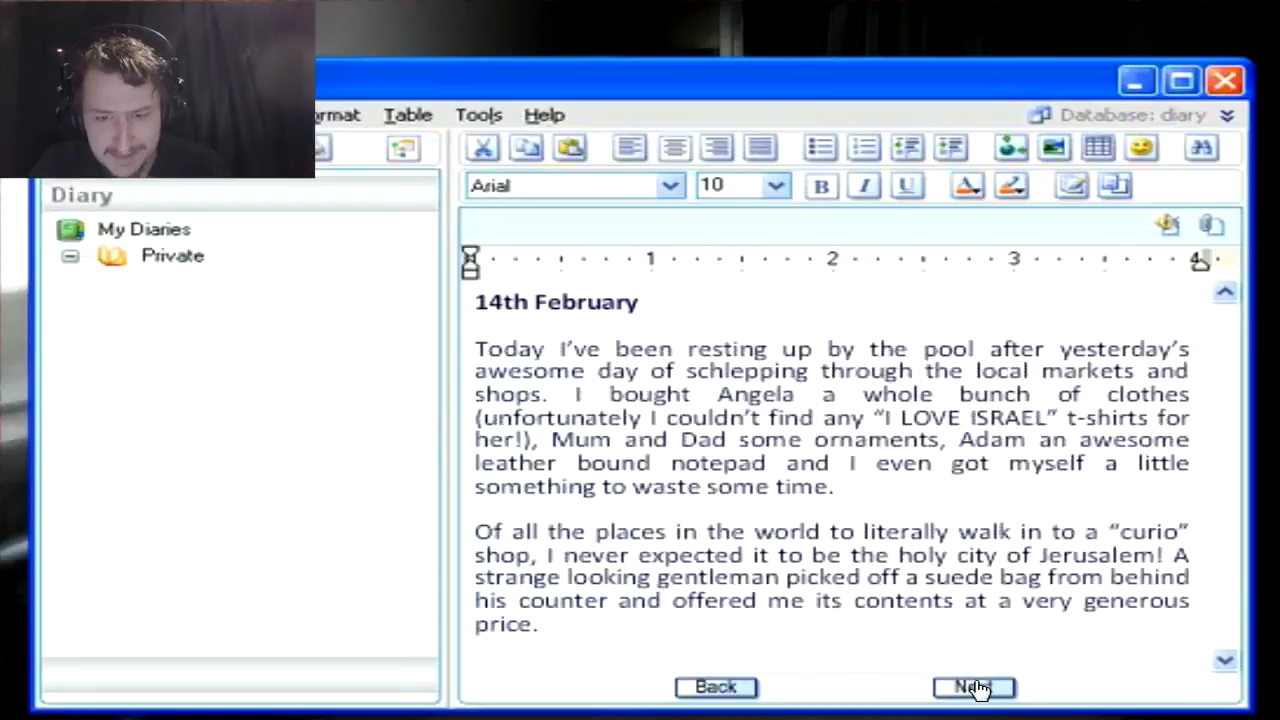 ormat Table Tools Help Database: diary
Arial 10 B I U
Diary
My Diaries
Private
1 2 3 4
14th February
Today I've been resting up by the pool after yesterday's
awesome day of schlepping through the local markets and
shops. I bought Angela a whole bunch of clothes
(unfortunately I couldn't find any “I LOVE ISRAEL” t-shirts for
her!), Mum and Dad some ornaments, Adam an awesome
leather bound notepad and I even got myself a little
something to waste some time.
Of all the places in the world to literally walk in to a “curio”
shop, I never expected it to be the holy city of Jerusalem! A
strange looking gentleman picked off a suede bag from behind
his counter and offered me its contents at a very generous
price.
Back